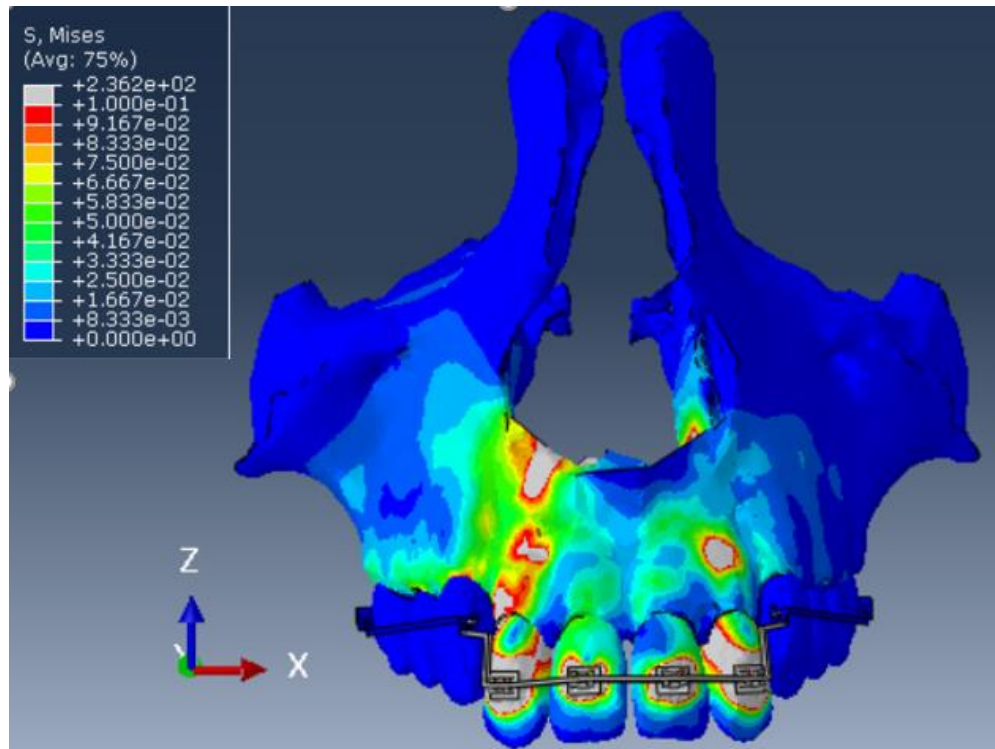 S, Mises
(Avg: 75%)
+2.362e+02
+1.000e-01
+9.167e-02
+8.333e-02
+7.500e-02
+6.667e-02
+5.833e-02
+5.000e-02
+4.167e-02
+3.333e-02
+2.500e-02
+1.667e-02
+8.333e-03
+0.000e+00
Z
X